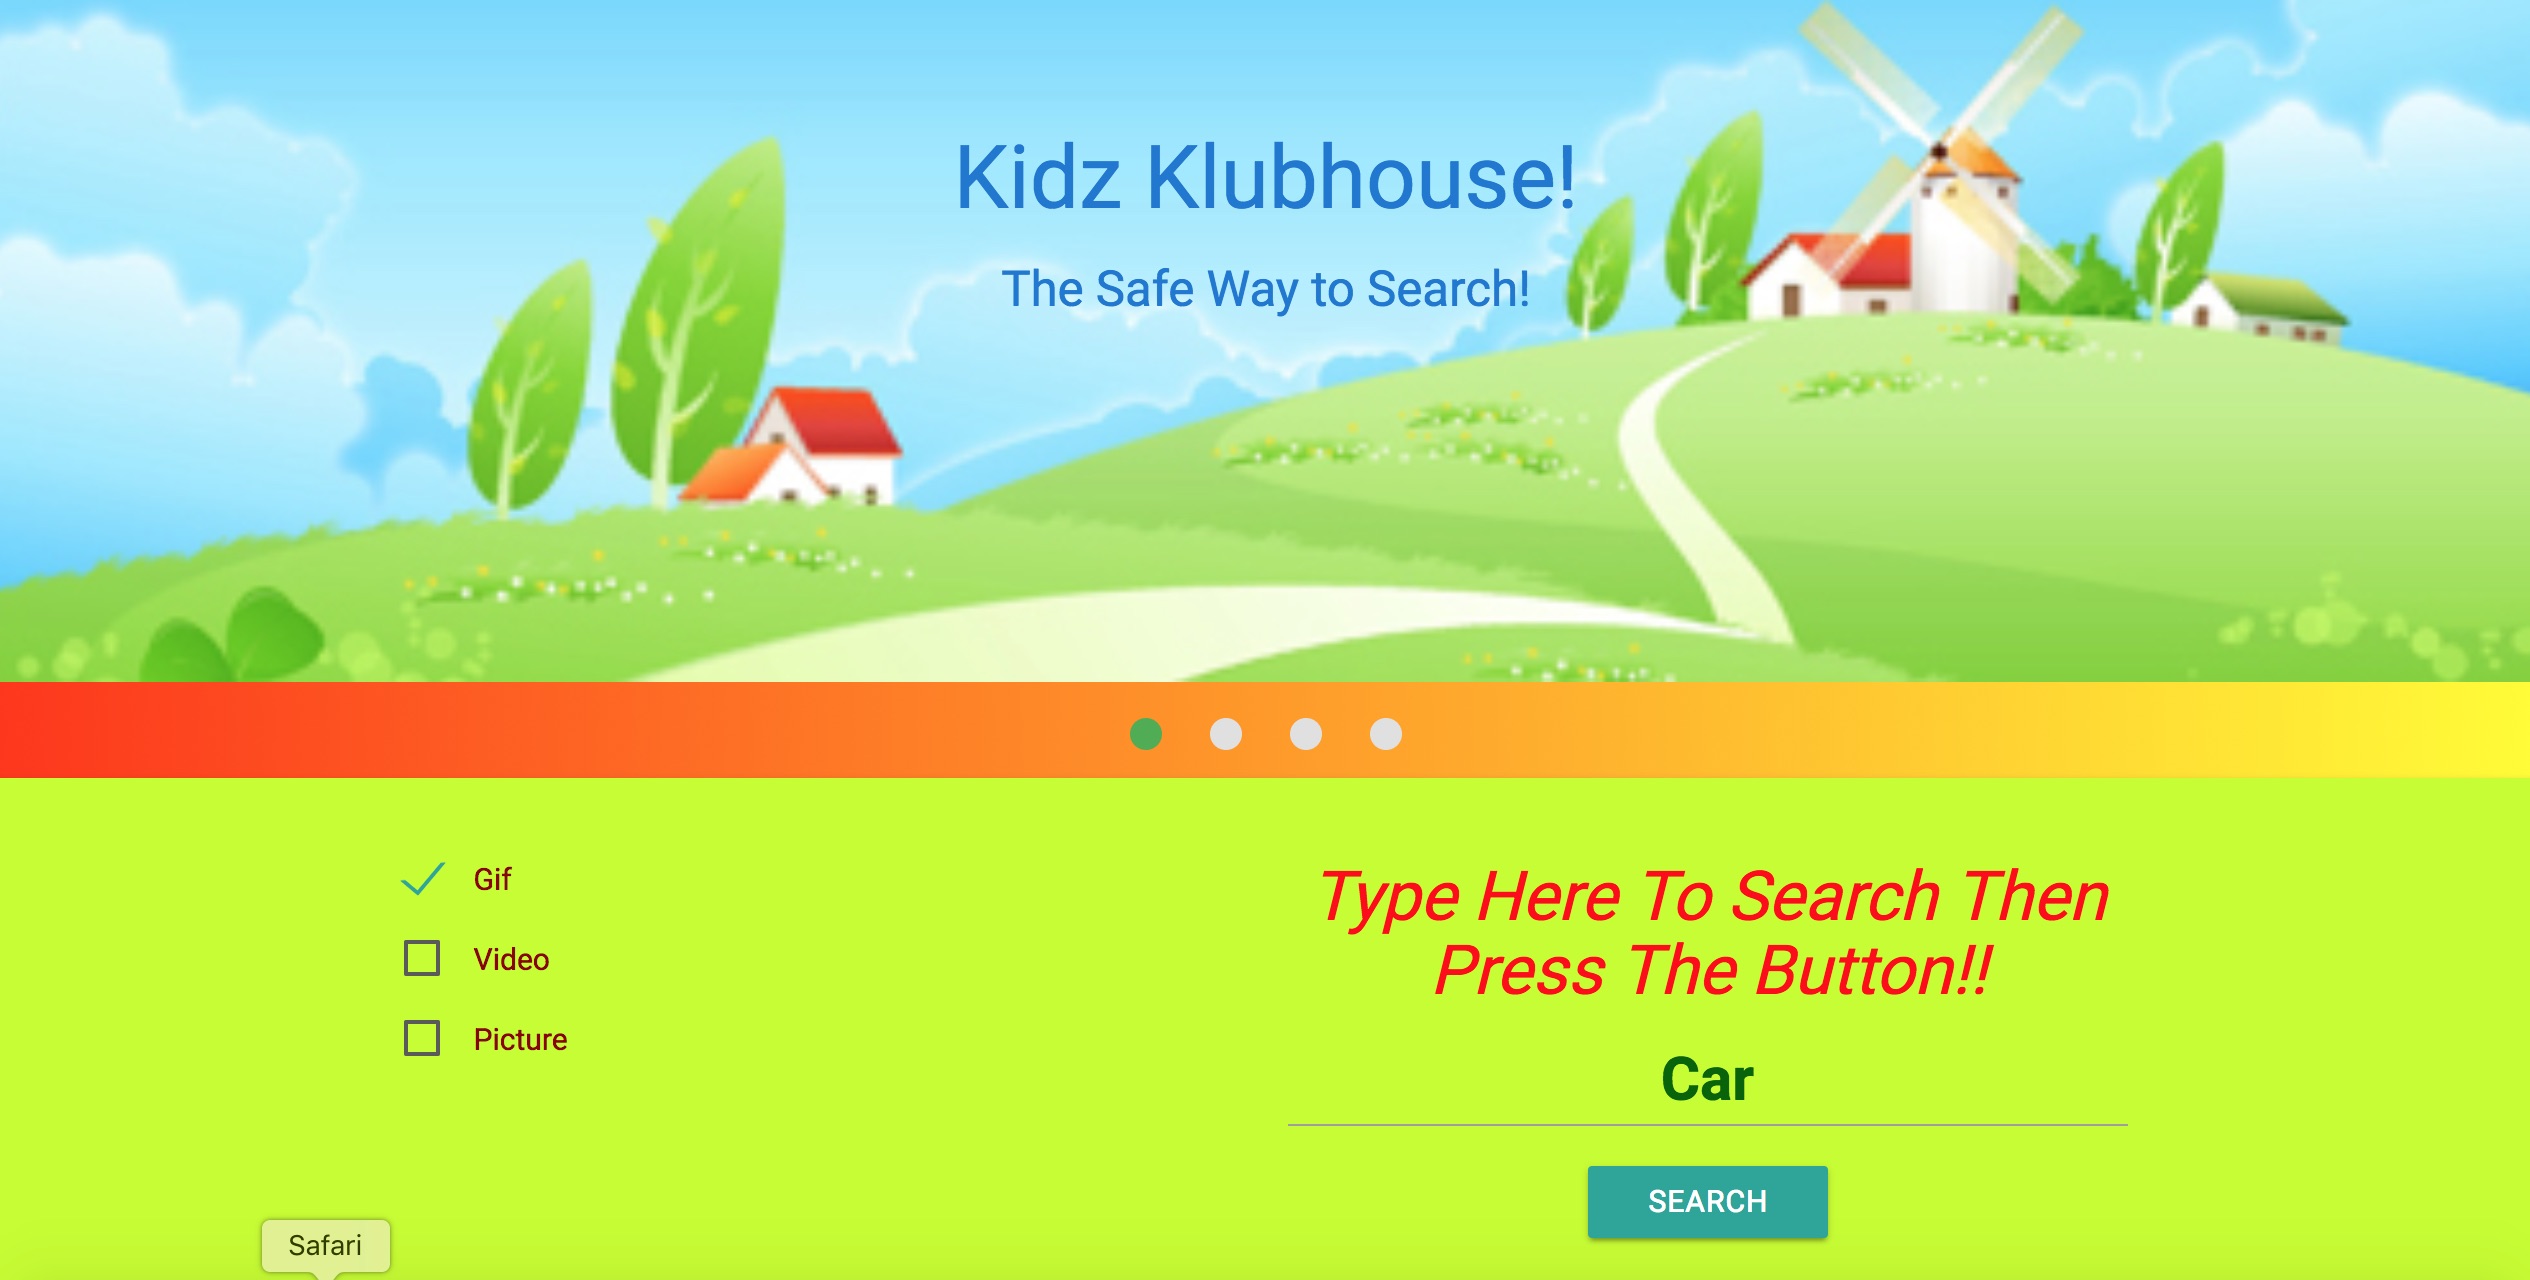 Kidz Klubhouse!
The Safe Way to Search!
Gif
Video
Picture
Type Here To Search Then
Press The Button!!
Car
SEARCH
Safari